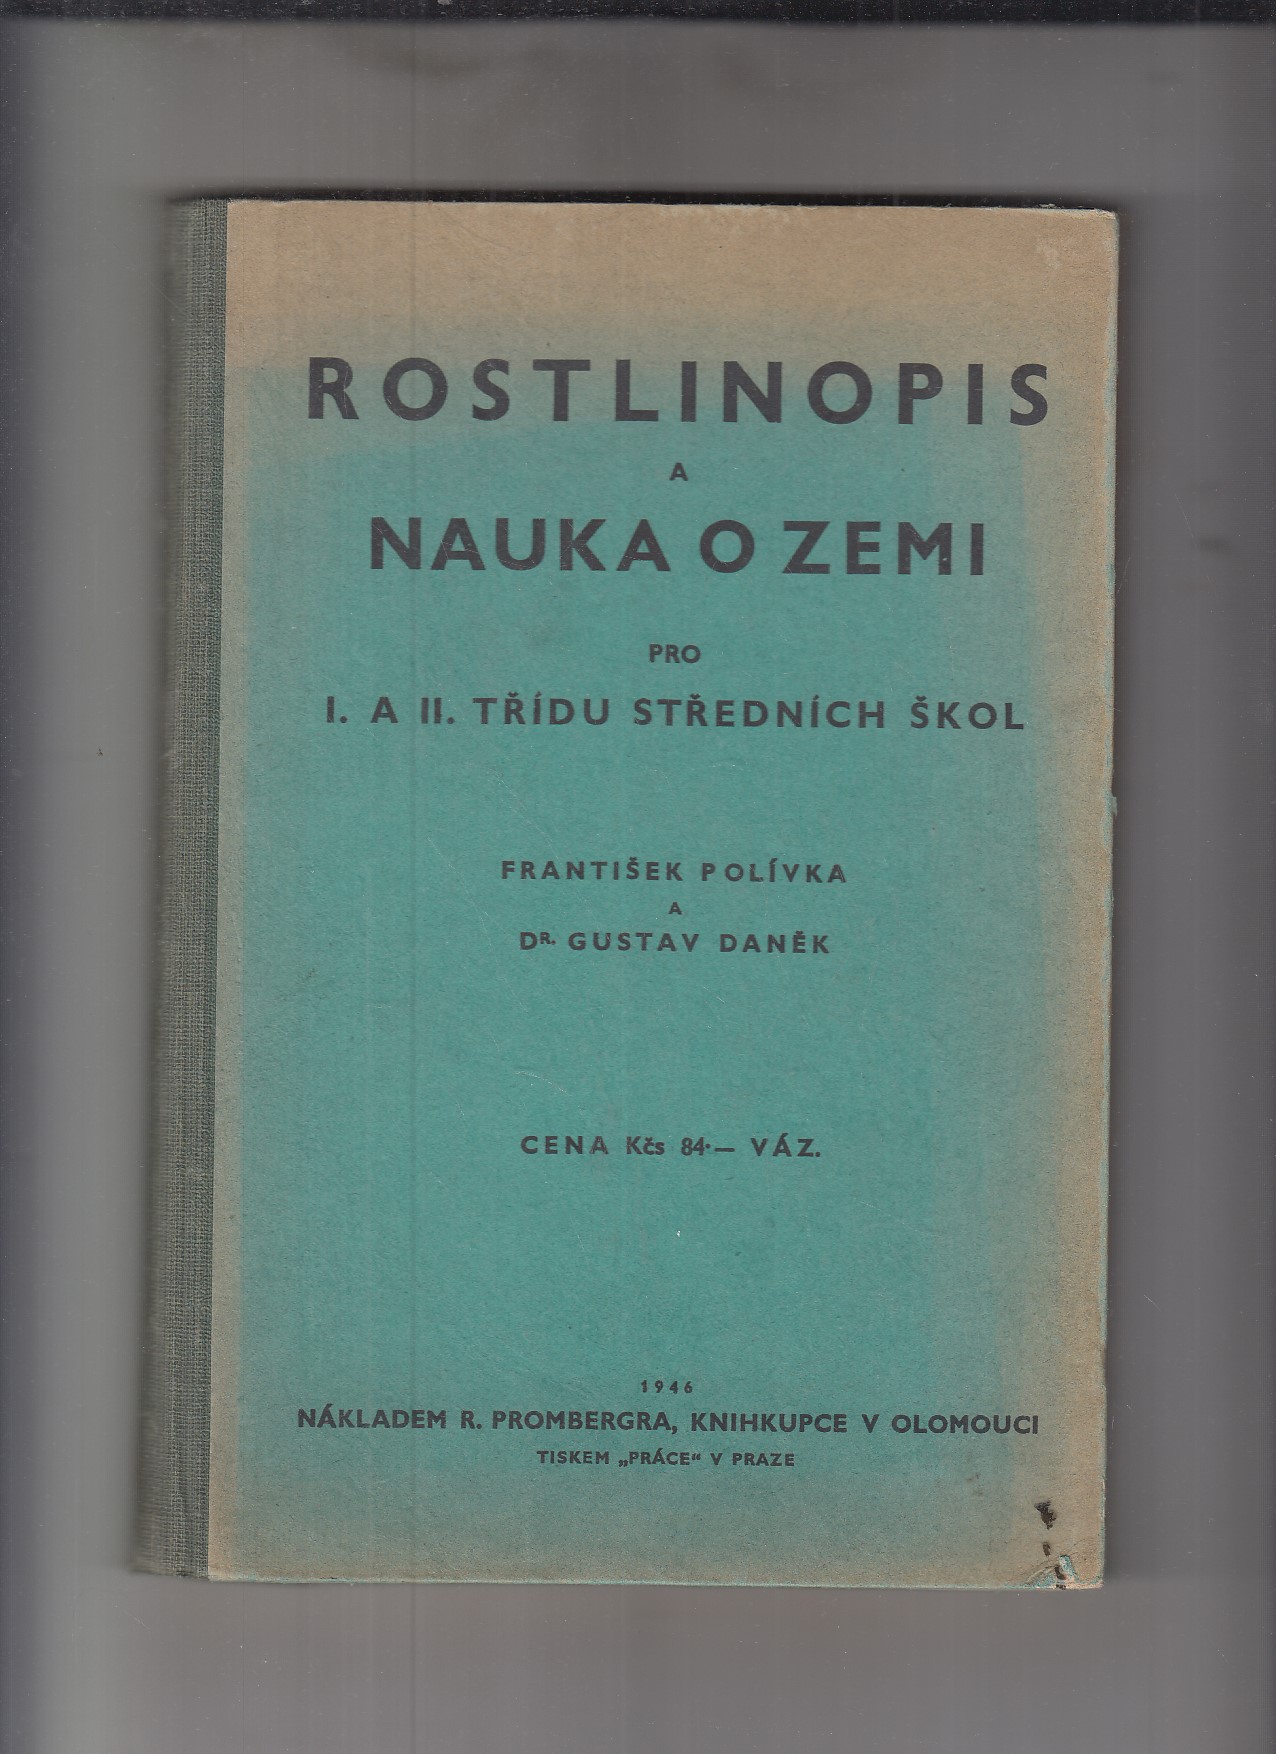 ROSTLINOPIS
A
NAUKA O ZEMI
PRO
I. A II. TŘÍDU STŘEDNÍCH ŠKOL
FRANTIŠEK POLÍVKA
A
DR. GUSTAV DANĚK
CENA Kčs 84·— VÁZ.
1946
NÁKLADEM R. PROMBERGRA, KNIHKUPCE V OLOMOUCI
TISKEM „PRÁCE“ V PRAZE